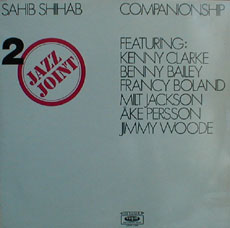 SAHIB SHIHAB
COMPANIONSHIP
2
JAZZ
JOINT
FEATURING:
KENNY CLARKE
BENNY BAILEY
FRANCY BOLAND
MILT JACKSON
ÅKE PERSSON
JIMMY WOODE